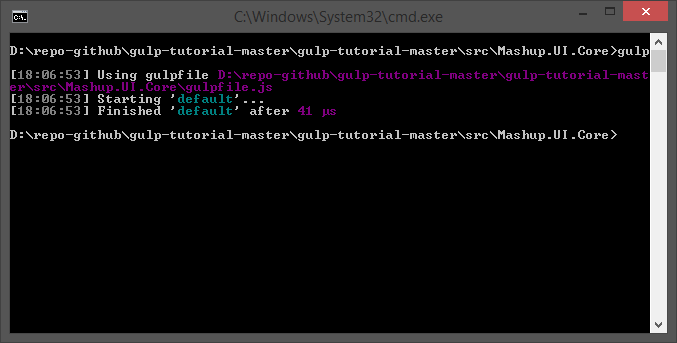 C:\Windows\System32\cmd.exe
D:\repo-github\gulp-tutorial-master\gulp-tutorial-master\src\Mashup.UI.Core>gulp
[18:06:53] Using gulpfile D:\repo-github\gulp-tutorial-master\gulp-tutorial-mast
er\src\Mashup.UI.Core\gulpfile.js
[18:06:53] Starting 'default'...
[18:06:53] Finished 'default' after 41 μs
D:\repo-github\gulp-tutorial-master\gulp-tutorial-master\src\Mashup.UI.Core>